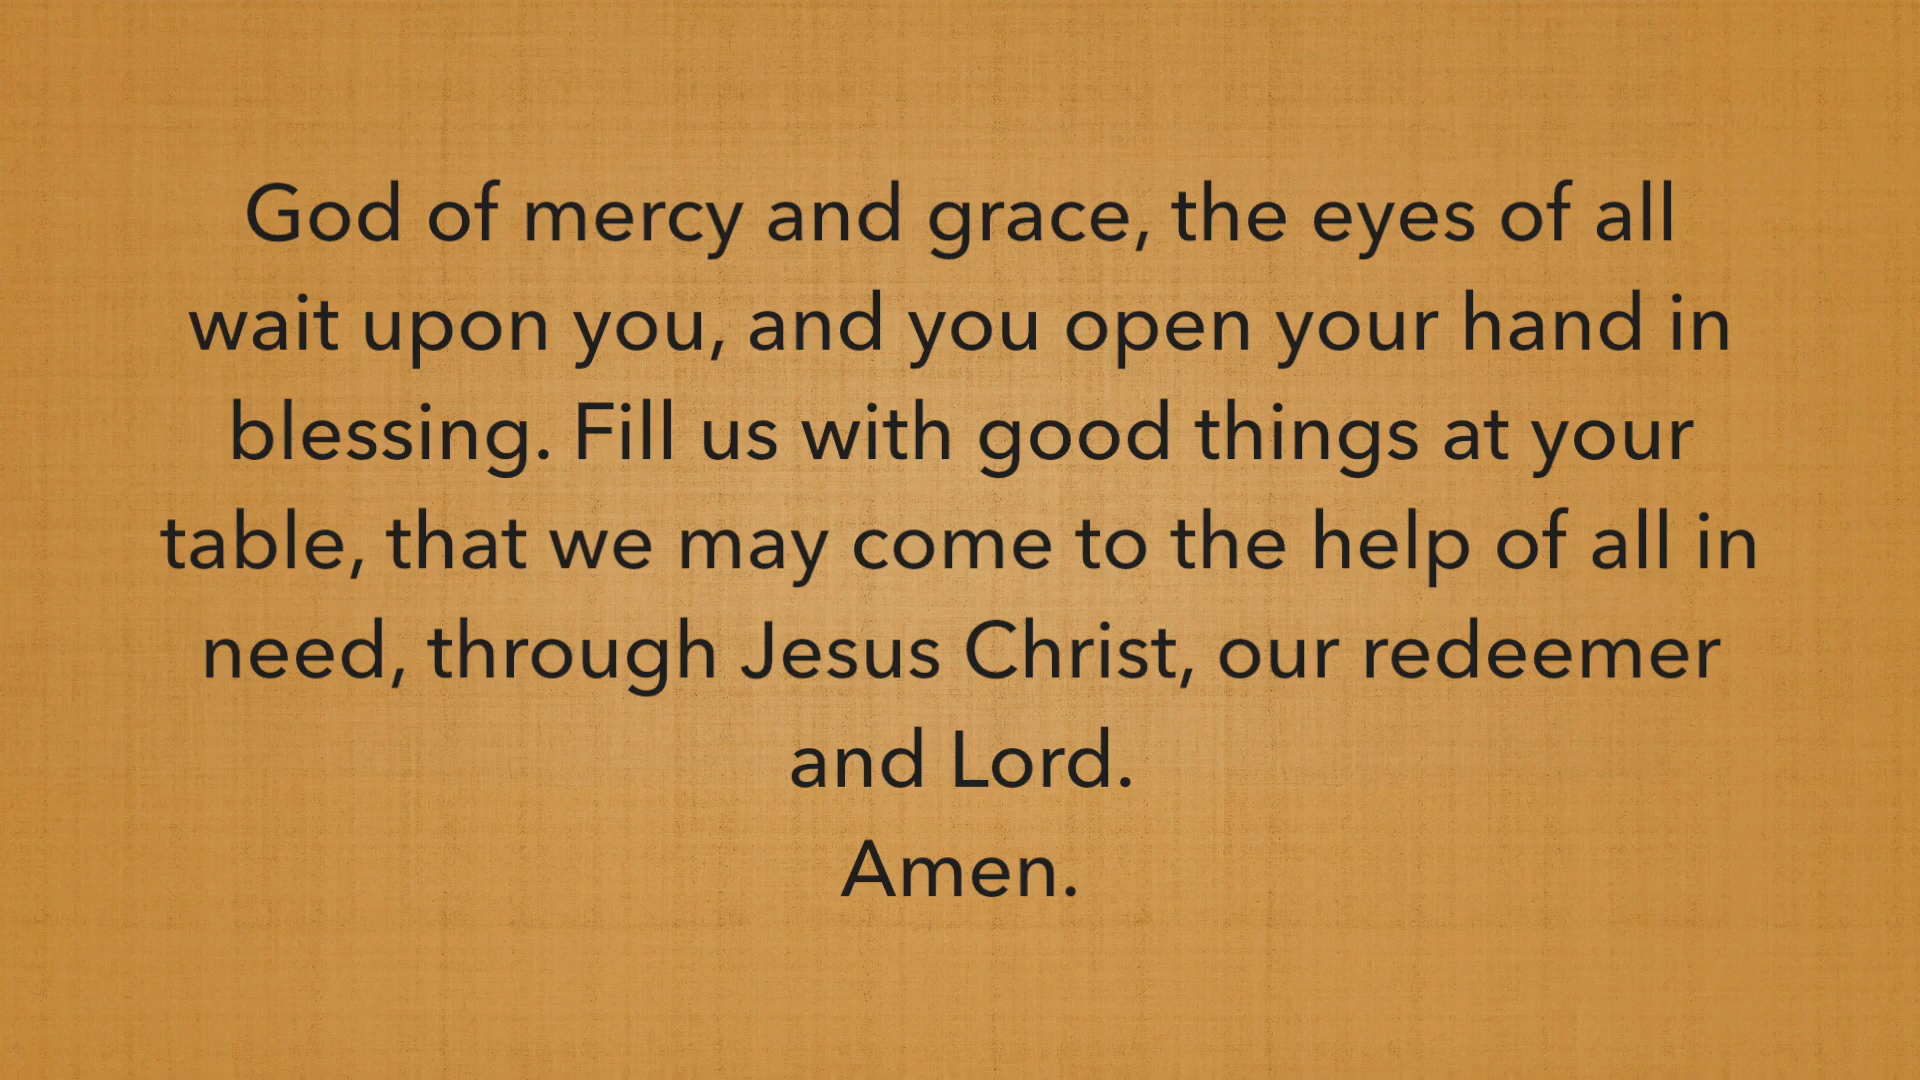 God of mercy and grace, the eyes of all
wait upon you, and you open your hand in
blessing. Fill us with good things at your
table, that we may come to the help of all in
need, through Jesus Christ, our redeemer
and Lord.
Amen.